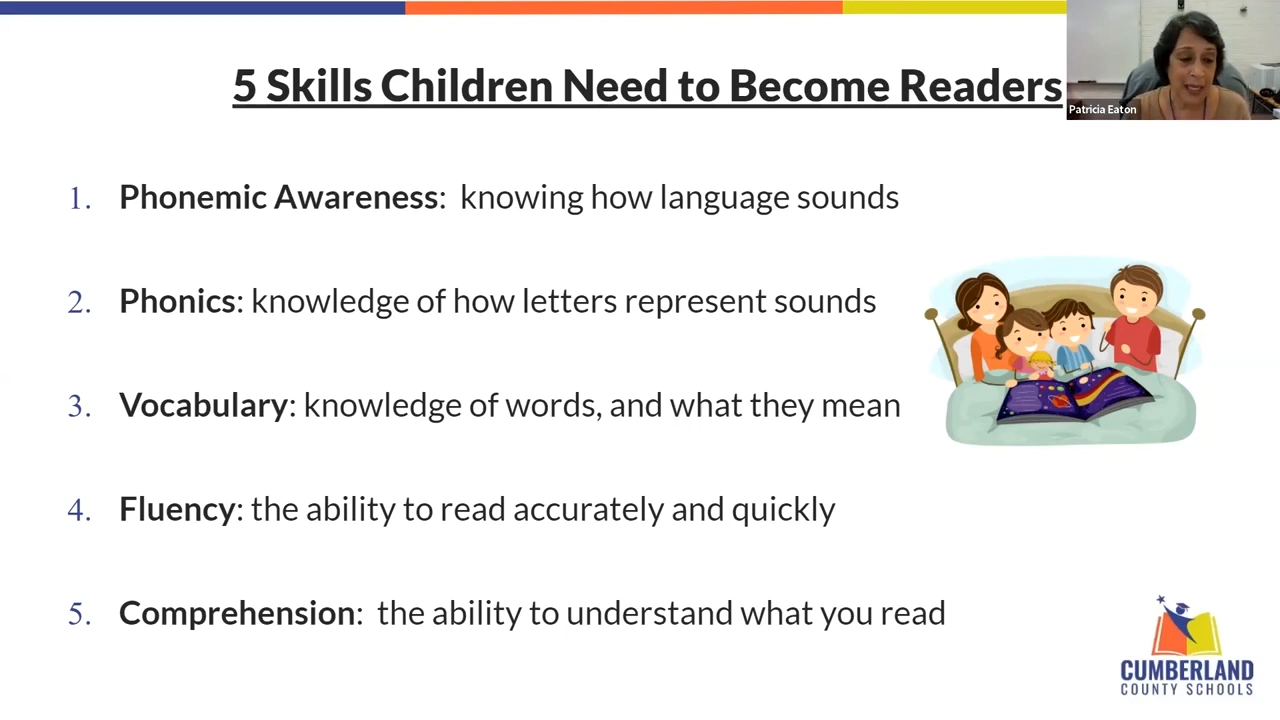 5 Skills Children Need to Become Readers
Patricia Eaton
1. Phonemic Awareness: knowing how language sounds
2. Phonics: knowledge of how letters represent sounds
3. Vocabulary: knowledge of words, and what they mean
4. Fluency: the ability to read accurately and quickly
5. Comprehension: the ability to understand what you read
CUMBERLAND
COUNTY SCHOOLS